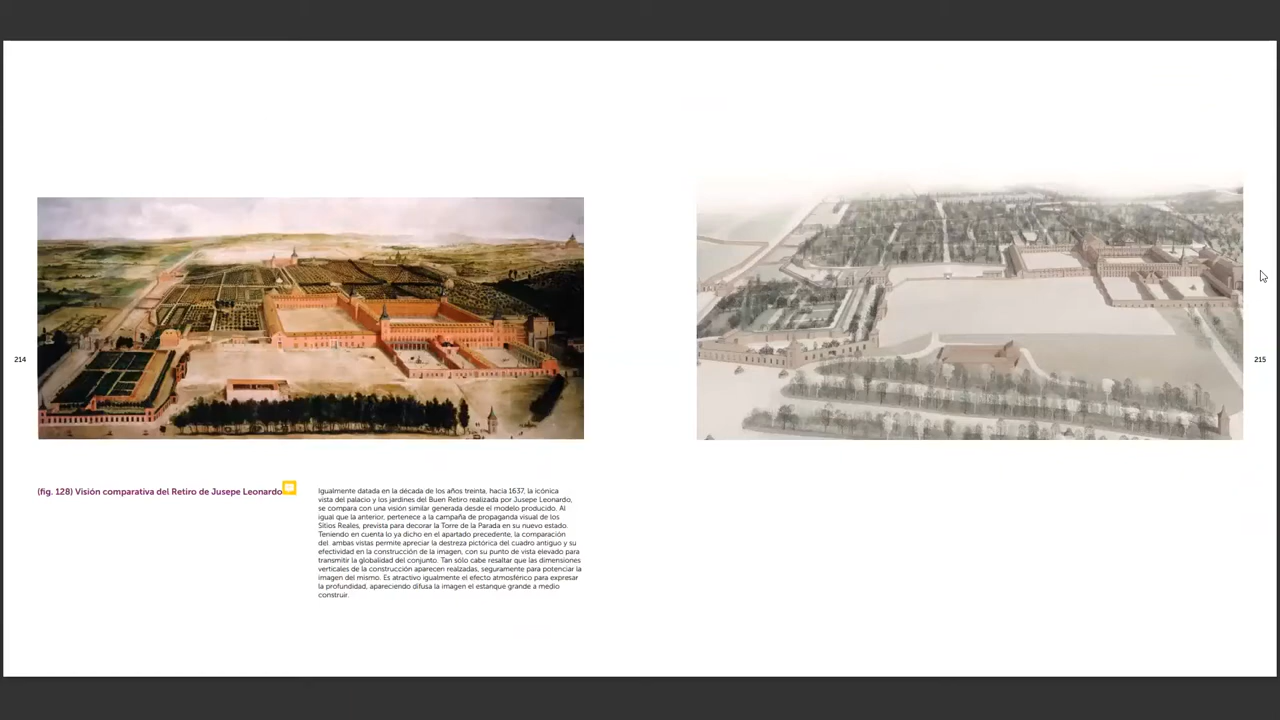 214
215
(fig. 128) Visión comparativa del Retiro de Jusepe Leonardo
Igualmente datada en la década de los años treinta, hacia 1637, la icónica
vista del palacio y los jardines del Buen Retiro realizada por Jusepe Leonardo,
se compara con una visión similar generada desde el modelo producido. Al
igual que la anterior, pertenece a la campaña de propaganda visual de los
Sitios Reales, prevista para decorar la Torre de la Parada en su nuevo estado.
Teniendo en cuenta lo ya dicho en el apartado precedente, la comparación
del. ambas vistas permite apreciar la destreza pictórica del cuadro antiguo y su
efectividad en la construcción de la imagen, con su punto de vista elevado para
transmitir la globalidad del conjunto. Tan sólo cabe resaltar que las dimensiones
verticales de la construcción aparecen realzadas, seguramente para potenciar la
imagen del mismo. Es atractivo igualmente el efecto atmosférico para expresar
la profundidad, apareciendo difusa la imagen el estanque grande a medio
construir.